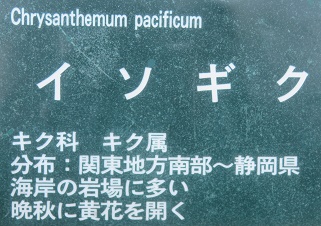 Chrysanthemum pacificum
イソギク
キク科　キク属
分布：関東地方南部～静岡県
海岸の岩場に多い
晩秋に黄花を開く